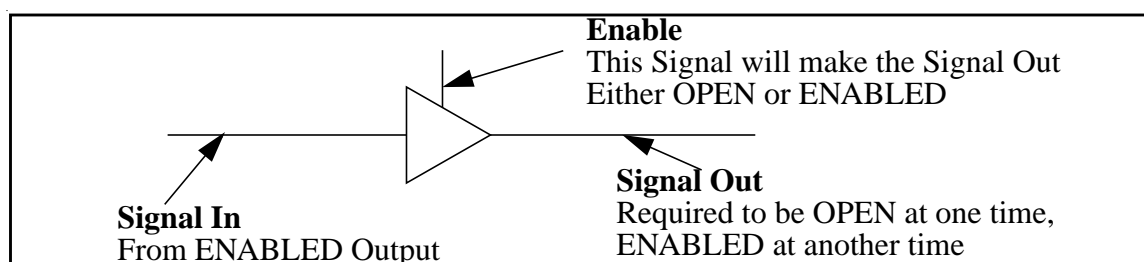 Enable
This Signal will make the Signal Out
Either OPEN or ENABLED
Signal Out
Required to be OPEN at one time,
ENABLED at another time
Signal In
From ENABLED Output